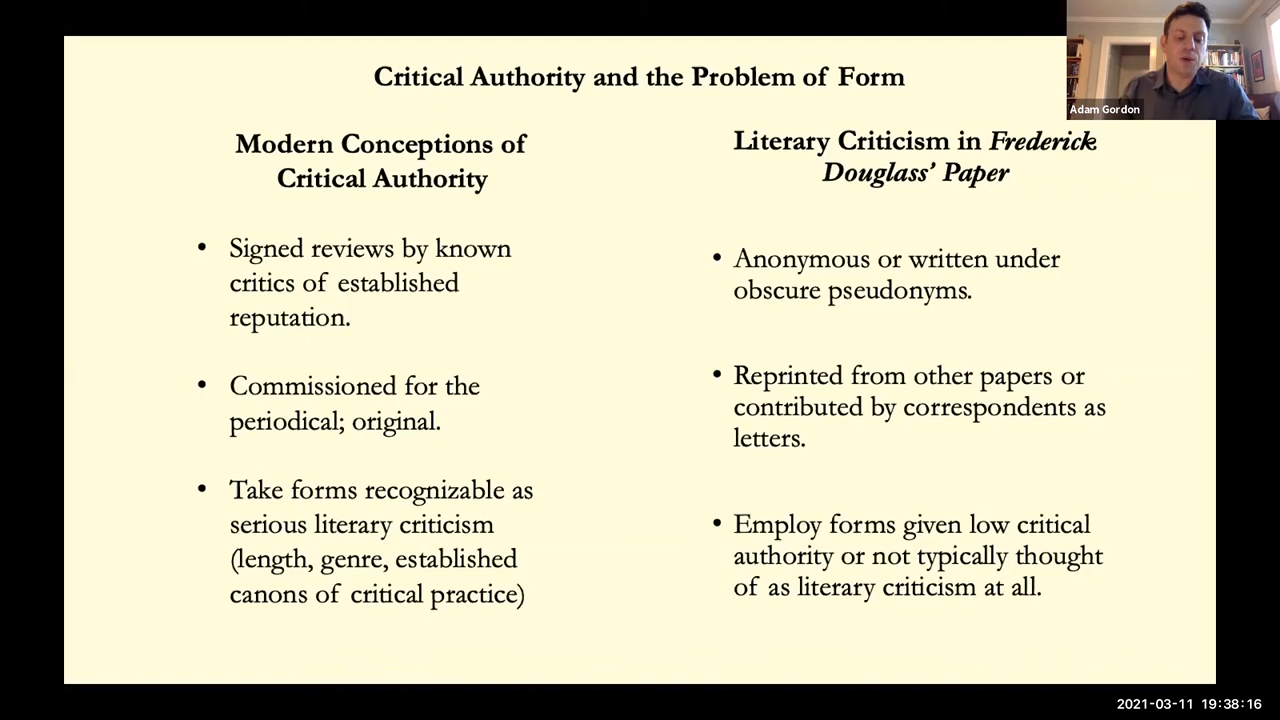 Critical Authority and the Problem of Form
Adam Gordon
Modern Conceptions of
Critical Authority
• Signed reviews by known
critics of established
reputation.
• Commissioned for the
periodical; original.
• Take forms recognizable as
serious literary criticism
(length, genre, established
canons of critical practice)
Literary Criticism in Frederick
Douglass’ Paper
• Anonymous or written under
obscure pseudonyms.
• Reprinted from other papers or
contributed by correspondents as
letters.
• Employ forms given low critical
authority or not typically thought
of as literary criticism at all.
2021-03-11 19:38:16